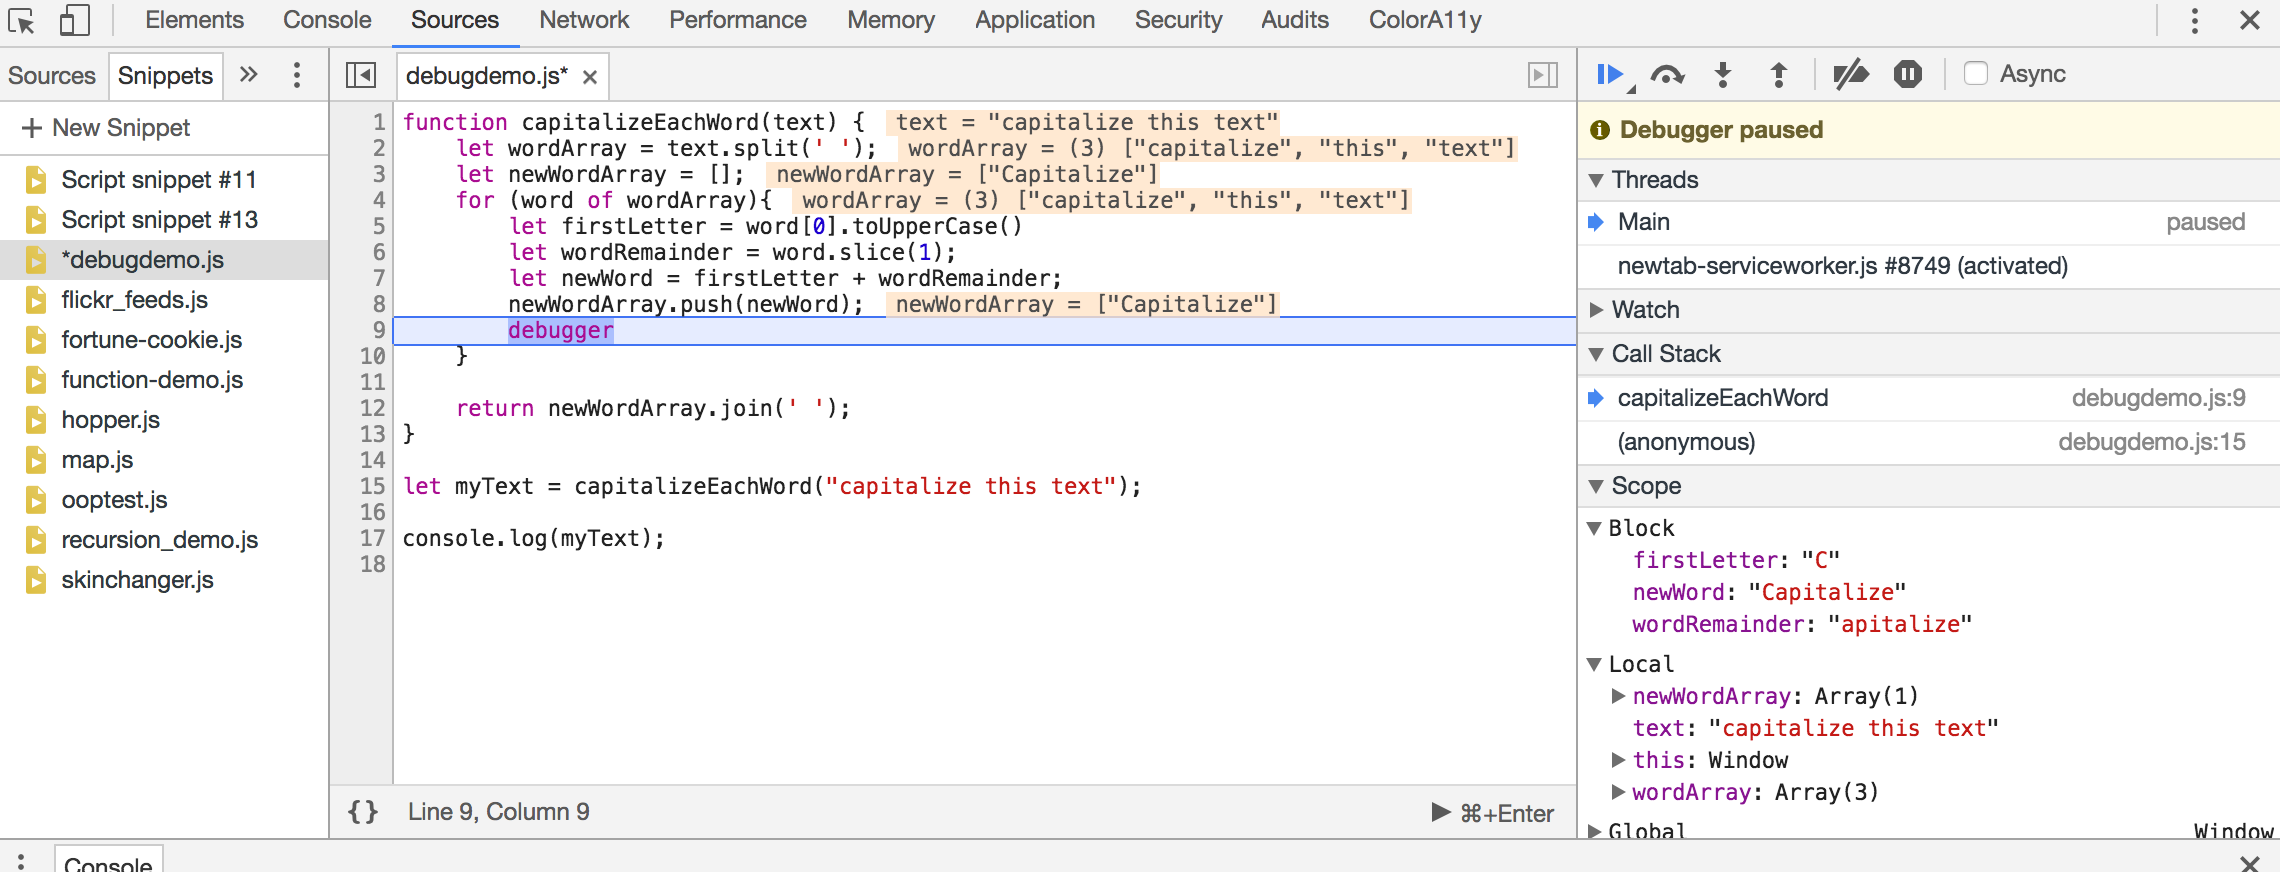 Elements Console Sources Network Performance Memory Application Security Audits ColorA11y
Sources Snippets
New Snippet
Script snippet #11
Script snippet #13
*debugdemo.js
flickr_feeds.js
fortune-cookie.js
function-demo.js
hopper.js
map.js
ooptest.js
recursion_demo.js
skinchanger.js
debugdemo.js*
1 function capitalizeEachWord(text) { text = "capitalize this text"
2 let wordArray = text.split(' '); wordArray = (3) ["capitalize", "this", "text"]
3 let newWordArray = []; newWordArray = ["Capitalize"]
4 for (word of wordArray){ wordArray = (3) ["capitalize", "this", "text"]
5 let firstLetter = word[0].toUpperCase()
6 let wordRemainder = word.slice(1);
7 let newWord = firstLetter + wordRemainder;
8 newWordArray.push(newWord); newWordArray = ["Capitalize"]
9 debugger
10 }
11
12 return newWordArray.join(' ');
13 }
14
15 let myText = capitalizeEachWord("capitalize this text");
16
17 console.log(myText);
18
{} Line 9, Column 9 ⌘+Enter
Async
Debugger paused
Threads
Main paused
newtab-serviceworker.js #8749 (activated)
Watch
Call Stack
capitalizeEachWord debugdemo.js:9
(anonymous) debugdemo.js:15
Scope
Block
firstLetter: "C"
newWord: "Capitalize"
wordRemainder: "apitalize"
Local
newWordArray: Array(1)
text: "capitalize this text"
this: Window
wordArray: Array(3)
Global Window
Console